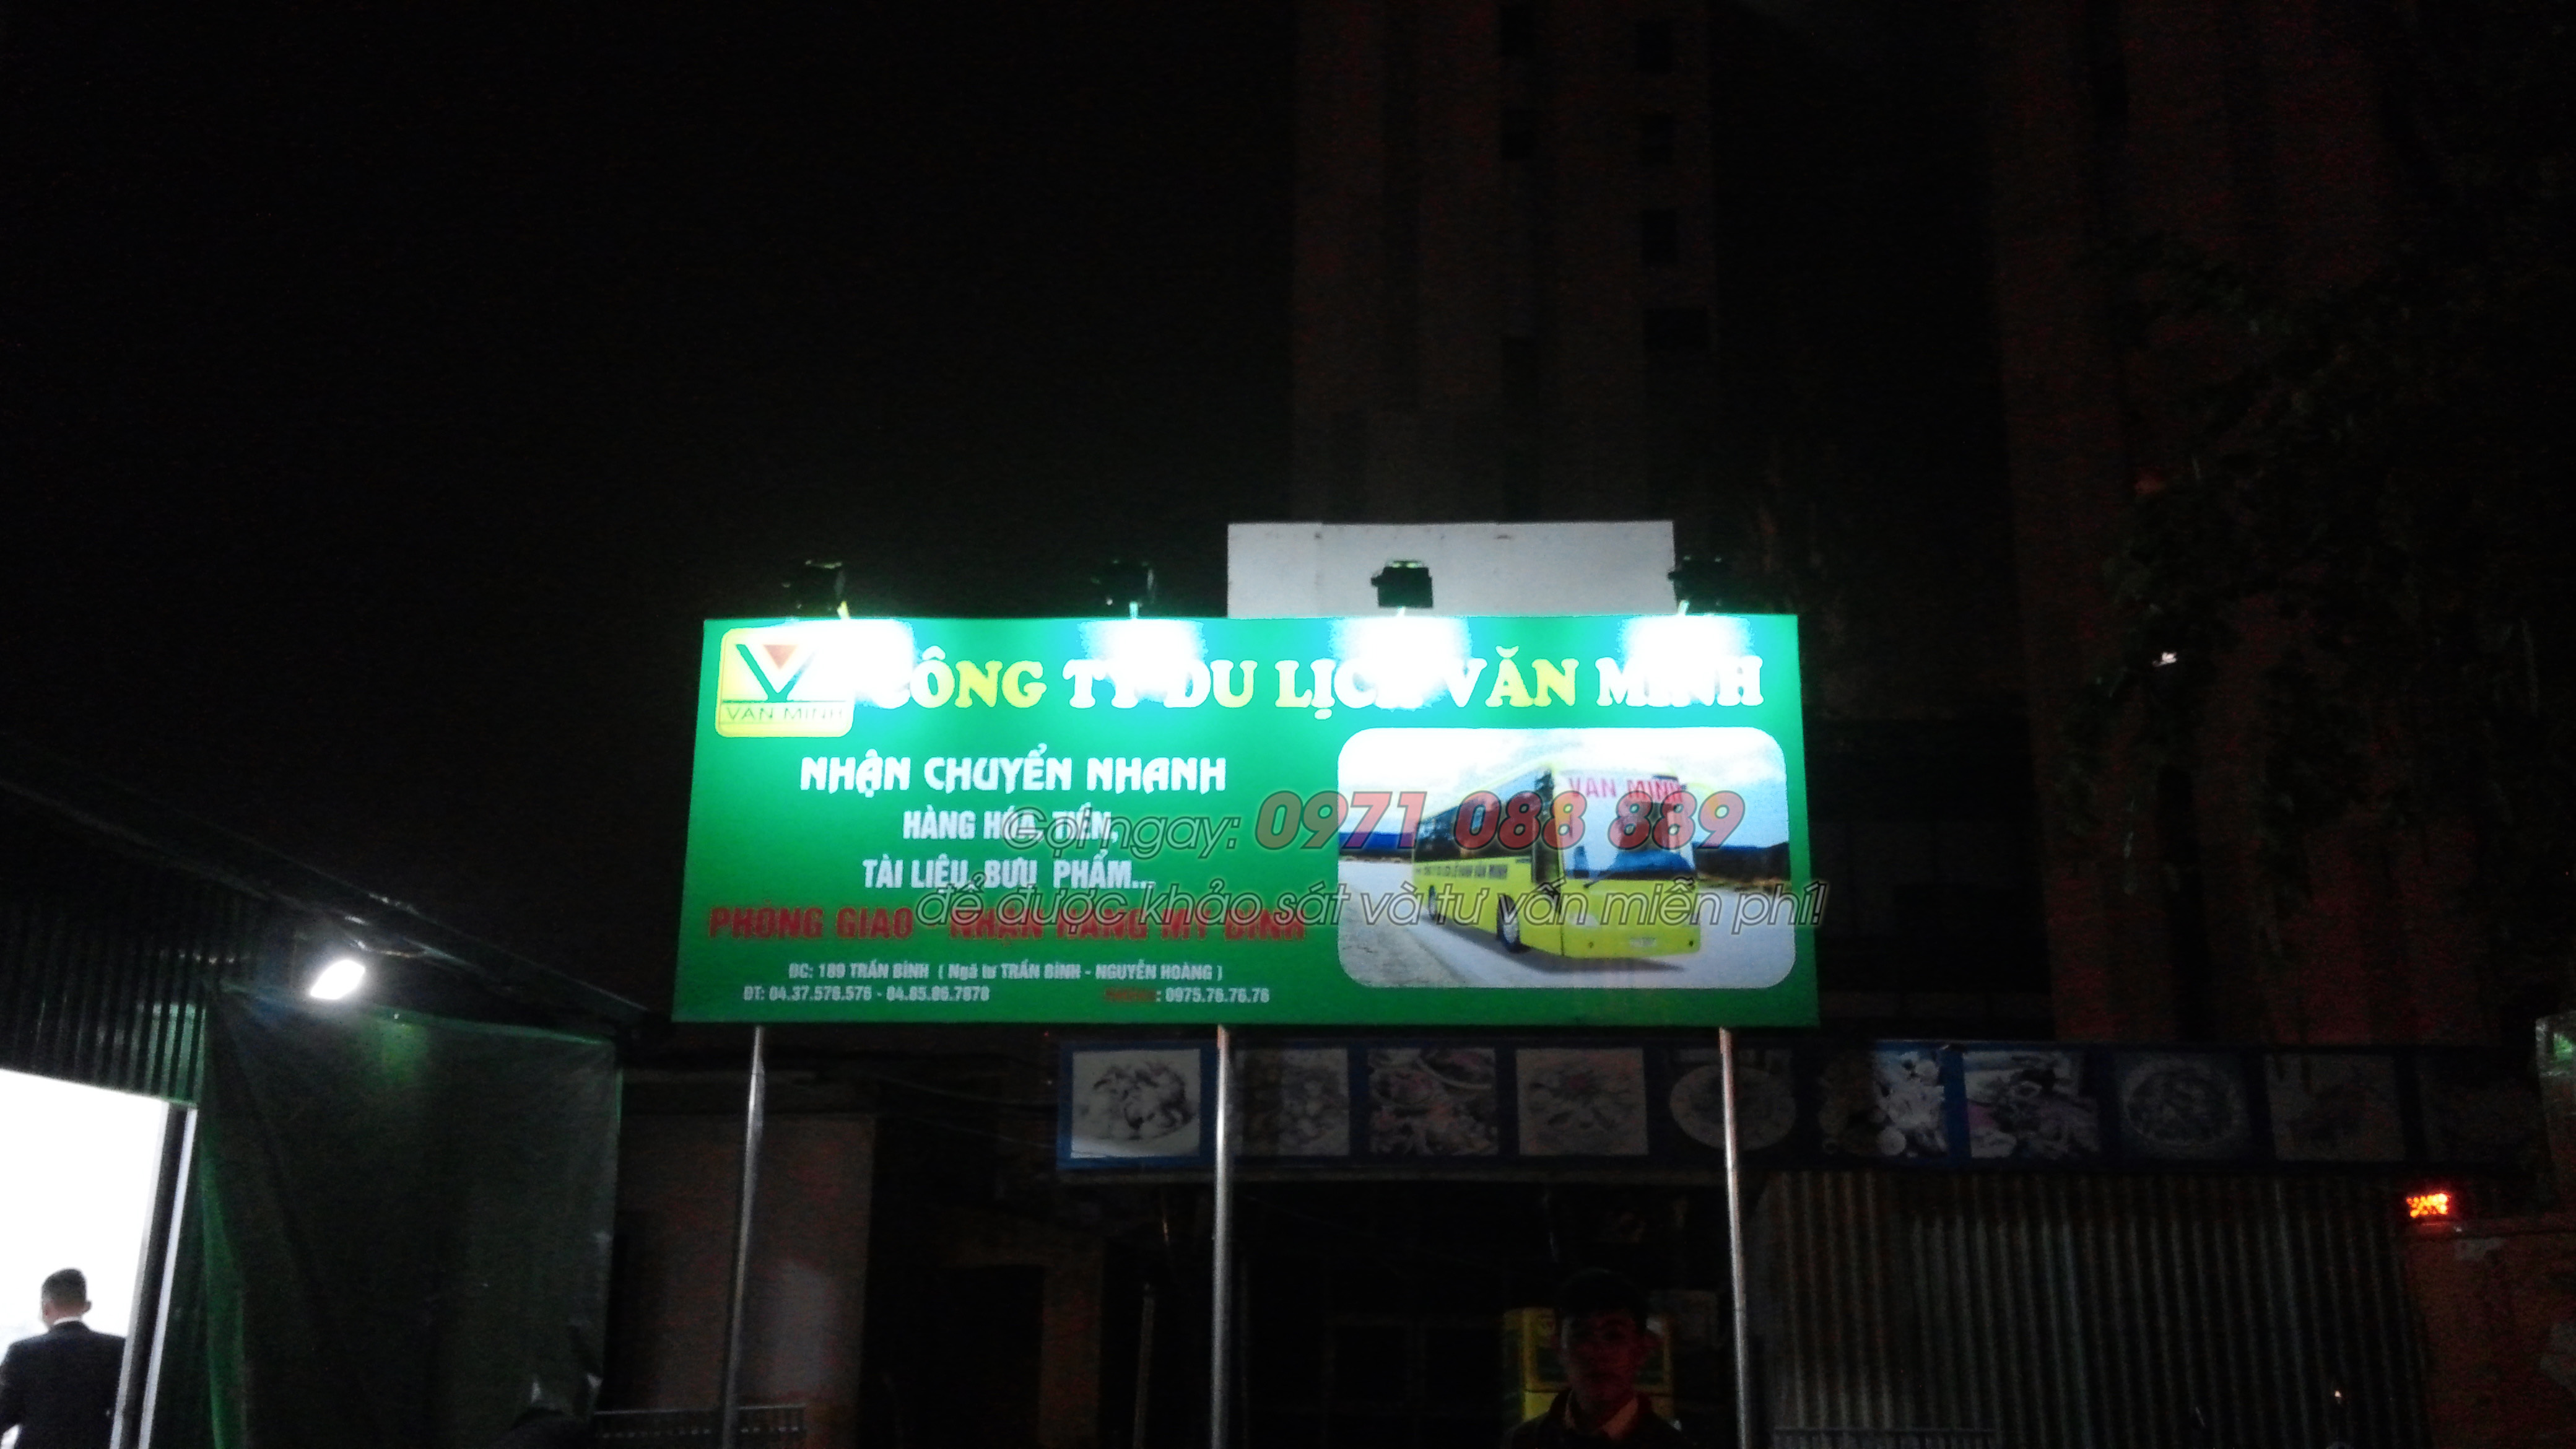 CÔNG TY DU LỊCH VĂN MINH
VAN MINH
NHẬN CHUYỂN NHANH
VAN MINH
HÀNG HÓA, TIỀN,
Gọi ngay: 0971 088 889
TÀI LIỆU, BƯU PHẨM...
để được khảo sát và tư vấn miễn phí!
PHÒNG GIAO - NHẬN HÀNG MỸ ĐÌNH
ĐC: 189 TRẦN BÌNH ( Ngã tư TRẦN BÌNH - NGUYỄN HOÀNG )
ĐT: 04.37.576.576 - 04.85.86.7878 : 0975.76.76.76